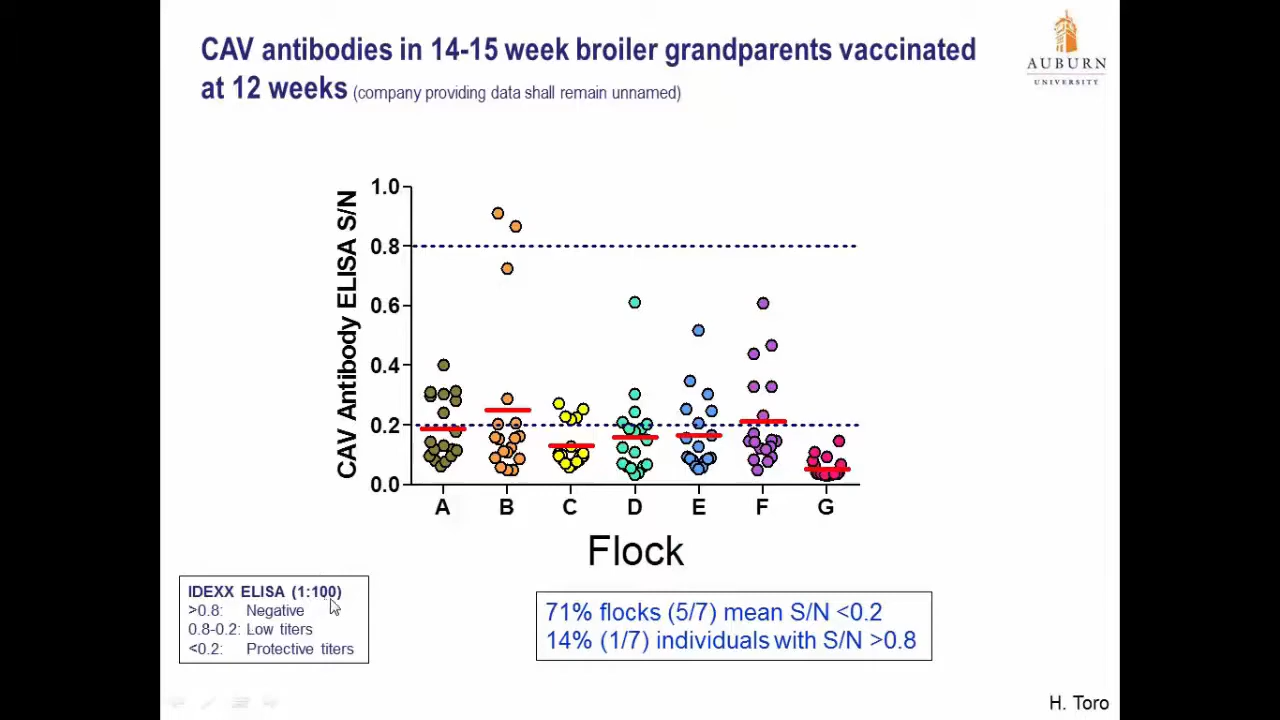 CAV antibodies in 14-15 week broiler grandparents vaccinated
at 12 weeks (company providing data shall remain unnamed)
AUBURN
UNIVERSITY
CAV Antibody ELISA S/N
1.0
0.8
0.6
0.4
0.2
0.0
A B C D E F G
Flock
IDEXX ELISA (1:100)
>0.8: Negative
0.8-0.2: Low titers
<0.2: Protective titers
71% flocks (5/7) mean S/N <0.2
14% (1/7) individuals with S/N >0.8
H. Toro